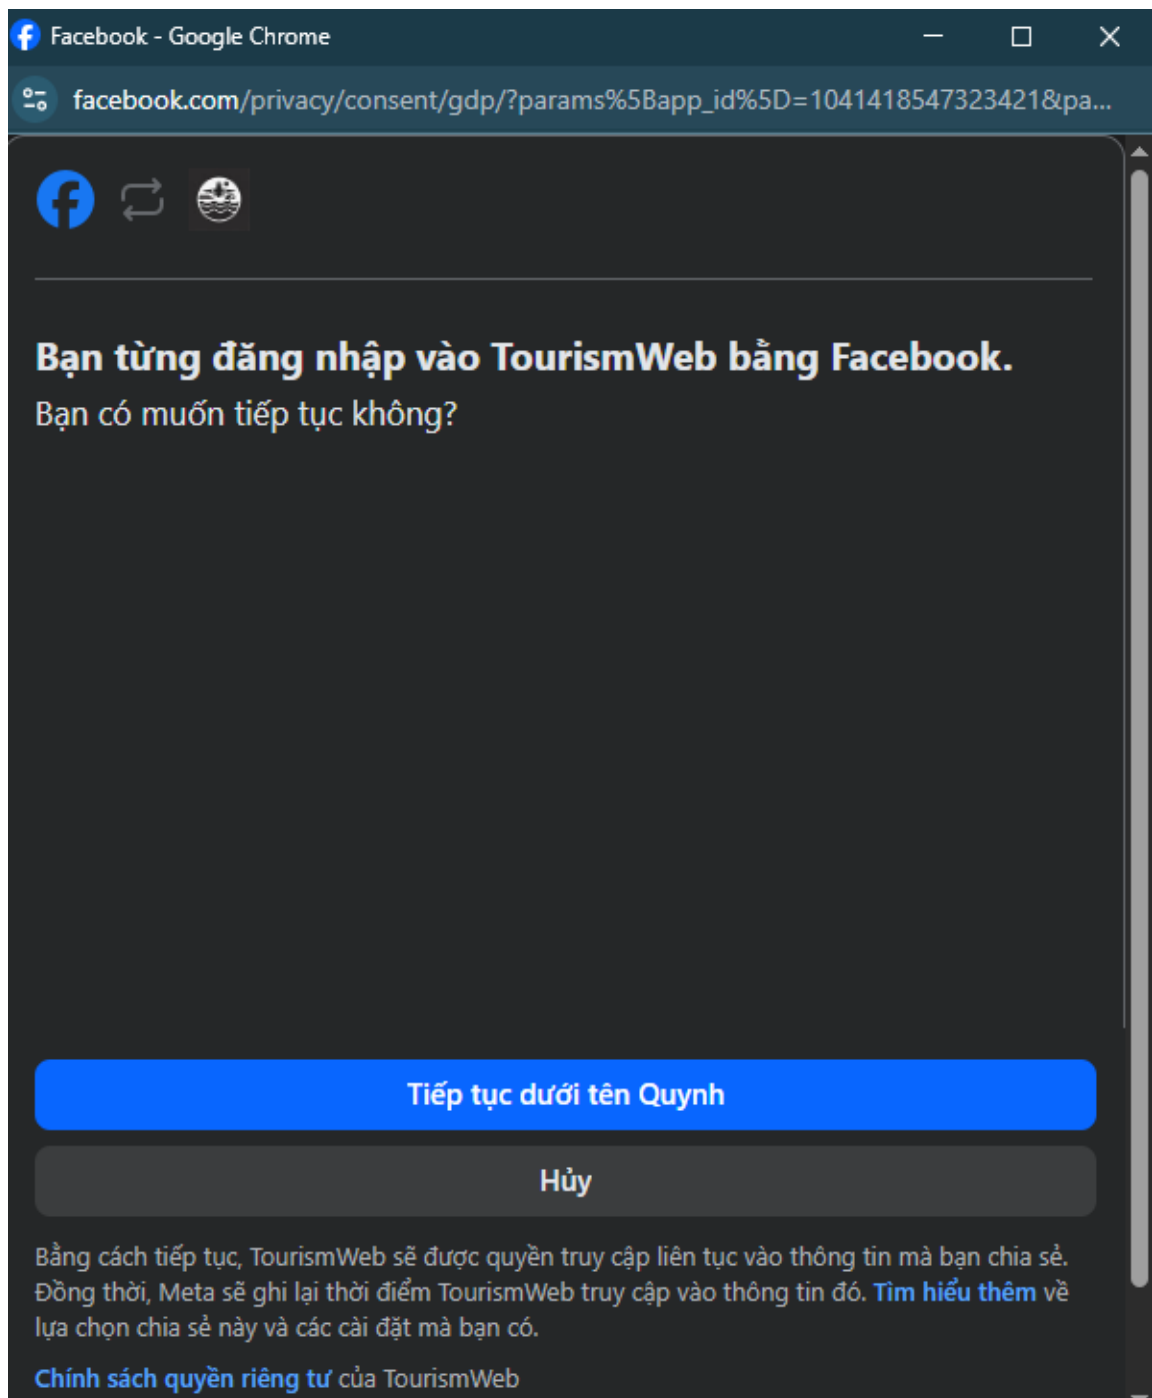 Facebook - Google Chrome
facebook.com/privacy/consent/gdp/?params%5Bapp_id%5D=1041418547323421&pa...
Bạn từng đăng nhập vào TourismWeb bằng Facebook.
Bạn có muốn tiếp tục không?
Tiếp tục dưới tên Quynh
Hủy
Bằng cách tiếp tục, TourismWeb sẽ được quyền truy cập liên tục vào thông tin mà bạn chia sẻ.
Đồng thời, Meta sẽ ghi lại thời điểm TourismWeb truy cập vào thông tin đó. Tìm hiểu thêm về
lựa chọn chia sẻ này và các cài đặt mà bạn có.
Chính sách quyền riêng tư của TourismWeb